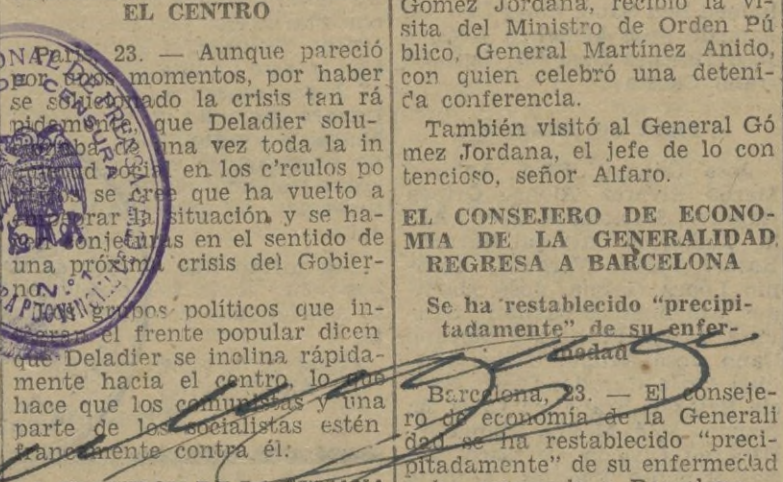 EL CENTRO
París, 23. — Aunque pareció
por unos momentos, por haber
se solucionado la crisis tan rá
pidamente, que Deladier solu-
de una vez toda la in
social en los c'rculos po
se cree que ha vuelto a
la situación y se ha-
conjeturas en el sentido de
una próxima crisis del Gobier-
no.
Los grupos políticos que in-
tegran el frente popular dicen
que Deladier se inclina rápida-
mente hacia el centro, lo que
hace que los comunistas y una
parte de los socialistas estén
francamente contra él.
Gómez Jordana, recibió la vi-
sita del Ministro de Orden Pú
blico, General Martínez Anido,
con quien celebró una deteni-
da conferencia.
También visitó al General Gó
mez Jordana, el jefe de lo con
tencioso, señor Alfaro.
EL CONSEJERO DE ECONO-
MIA DE LA GENERALIDAD
REGRESA A BARCELONA
Se ha restablecido "precipi-
tadamente" de su enfer-
medad
Barcelona, 23. — El conseje-
ro de economía de la Generali
dad se ha restablecido "preci-
pitadamente" de su enfermedad
CENSURA